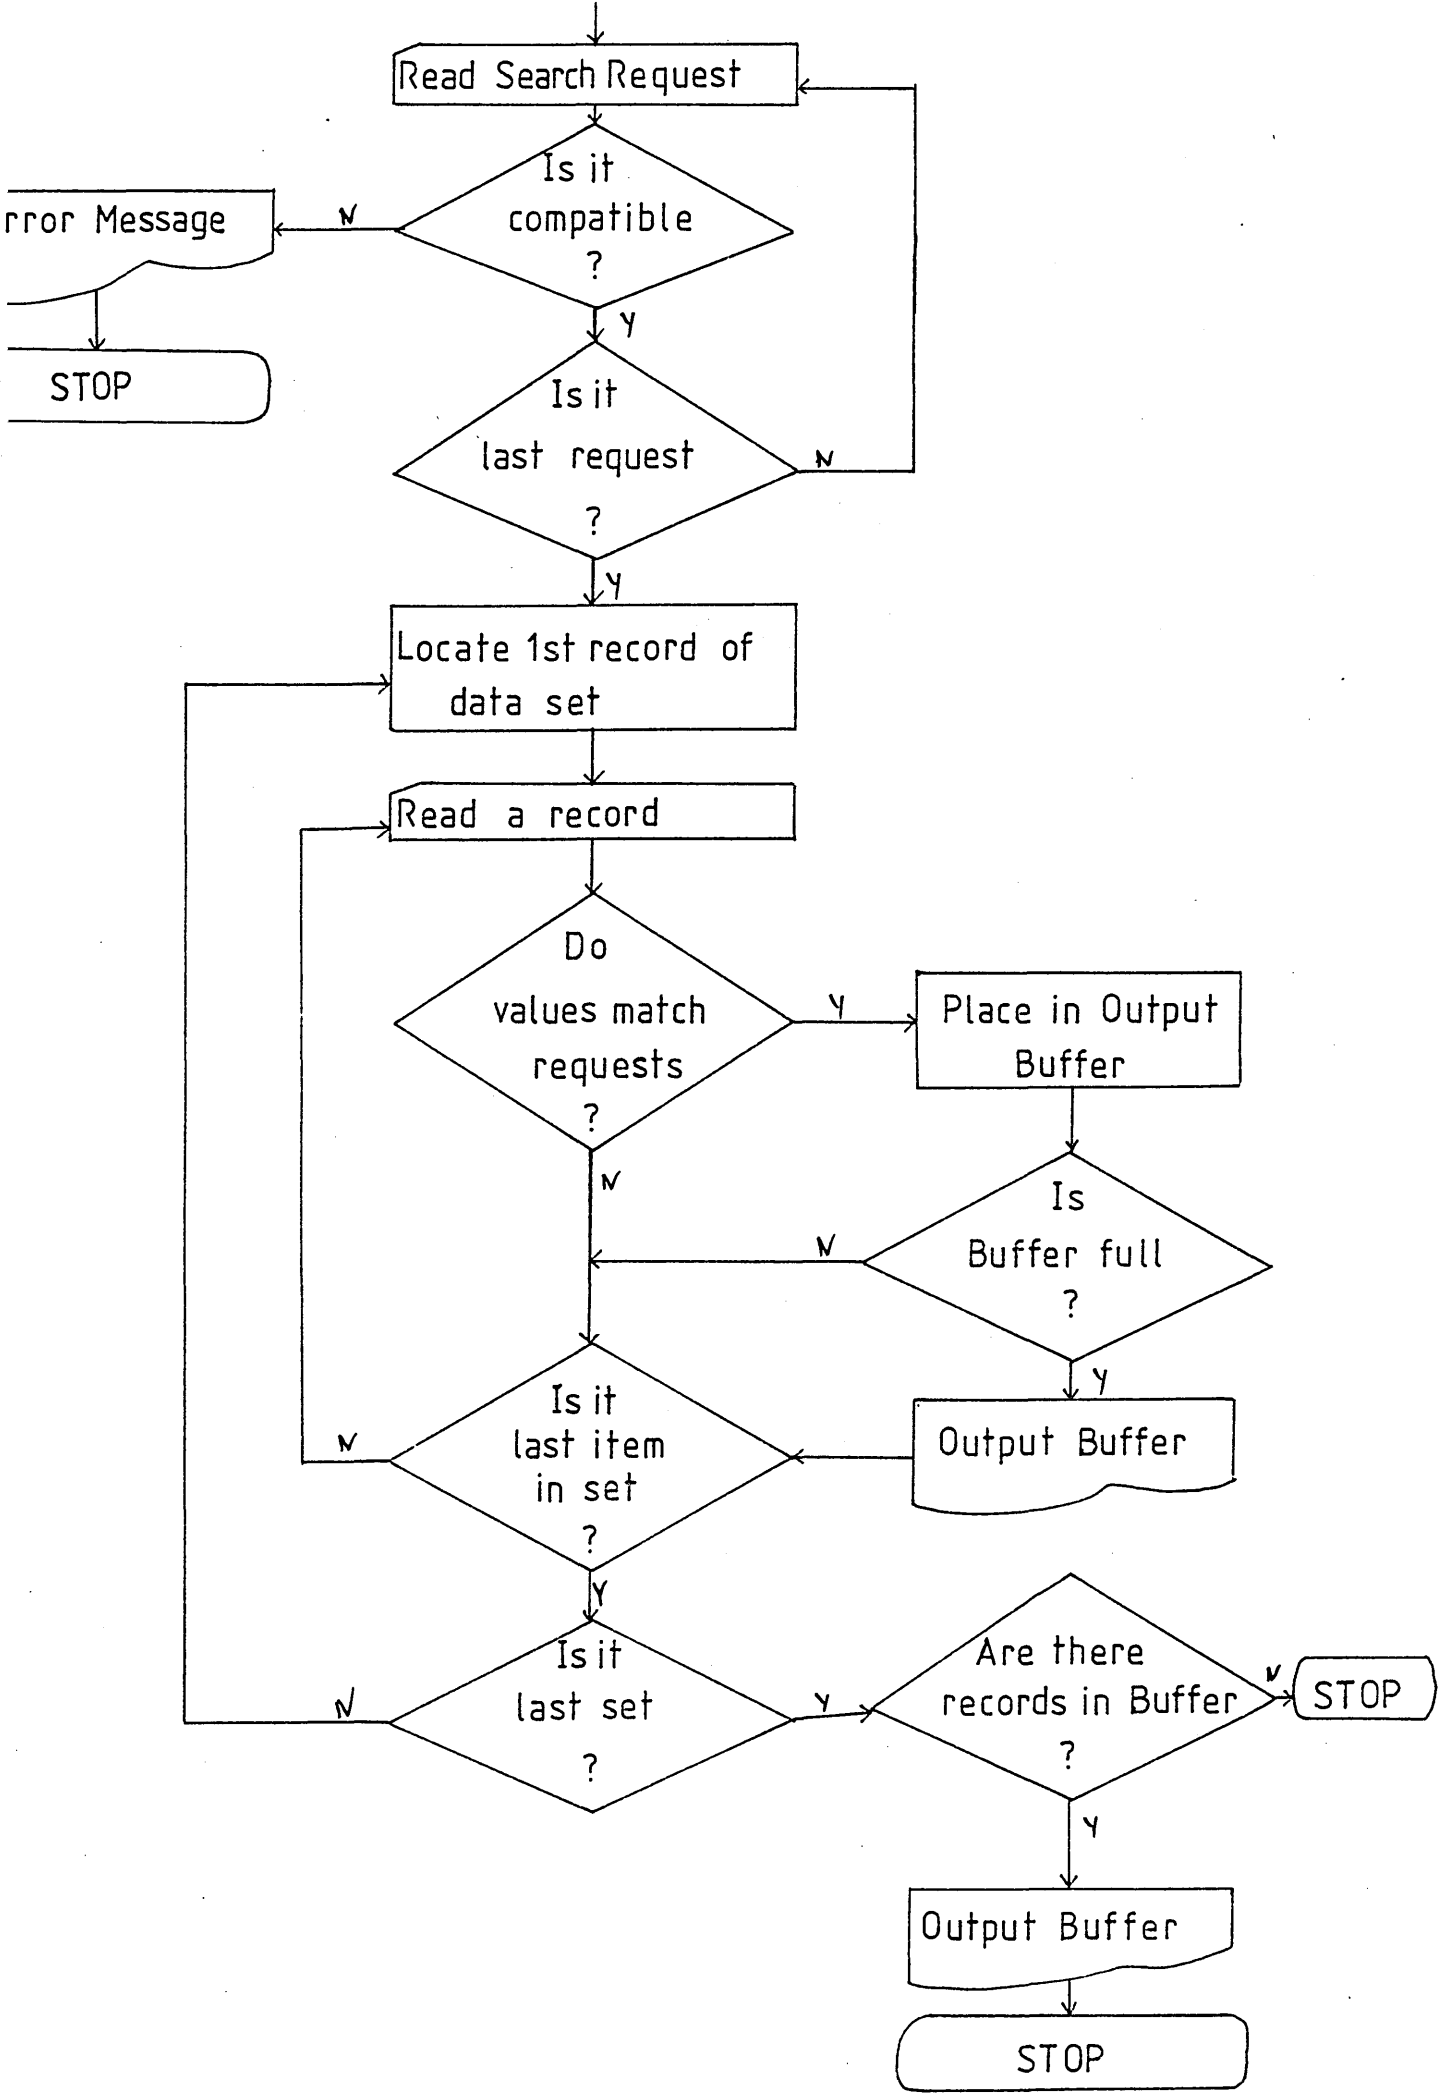 Read Search Request
Is it
compatible
?
N
rror Message
STOP
Y
Is it
last request
?
N
Y
Locate 1st record of
data set
Read a record
Do
values match
requests
?
Y
Place in Output
Buffer
N
Is
Buffer full
?
N
Y
Output Buffer
Is it
last item
in set
?
N
Y
Is it
last set
?
N
Y
Are there
records in Buffer
?
N
STOP
Y
Output Buffer
STOP